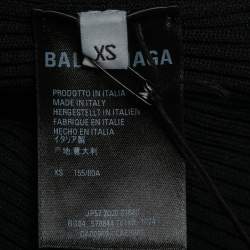 XS
BALENCIAGA
PRODOTTO IN ITALIA
MADE IN ITALY
HERGESTELLT IN ITALIEN
FABRIQUE EN ITALIE
HECHO EN ITALIA
イタリア製
产地 意大利
XS 155/80A